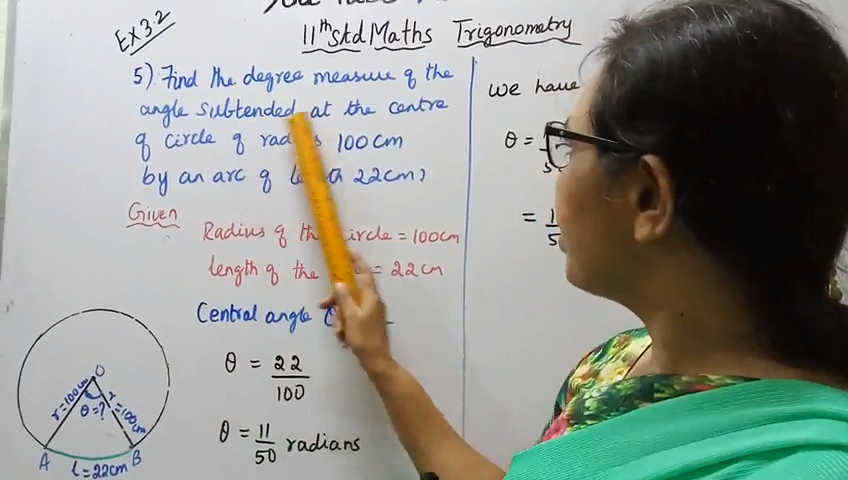 EX 3.2
11th Std Maths Trigonometry
5) Find the degree measure of the
angle subtended at the centre
of circle of radius 100cm
by an arc of length 22cm?
Given
Radius of the circle = 100cm
length of the = 22cm
Central angle
θ = 22/100
θ = 11/50 radians
O
r=100cm
θ=?
r=100cm
A
B
l=22cm
we have
θ =
=